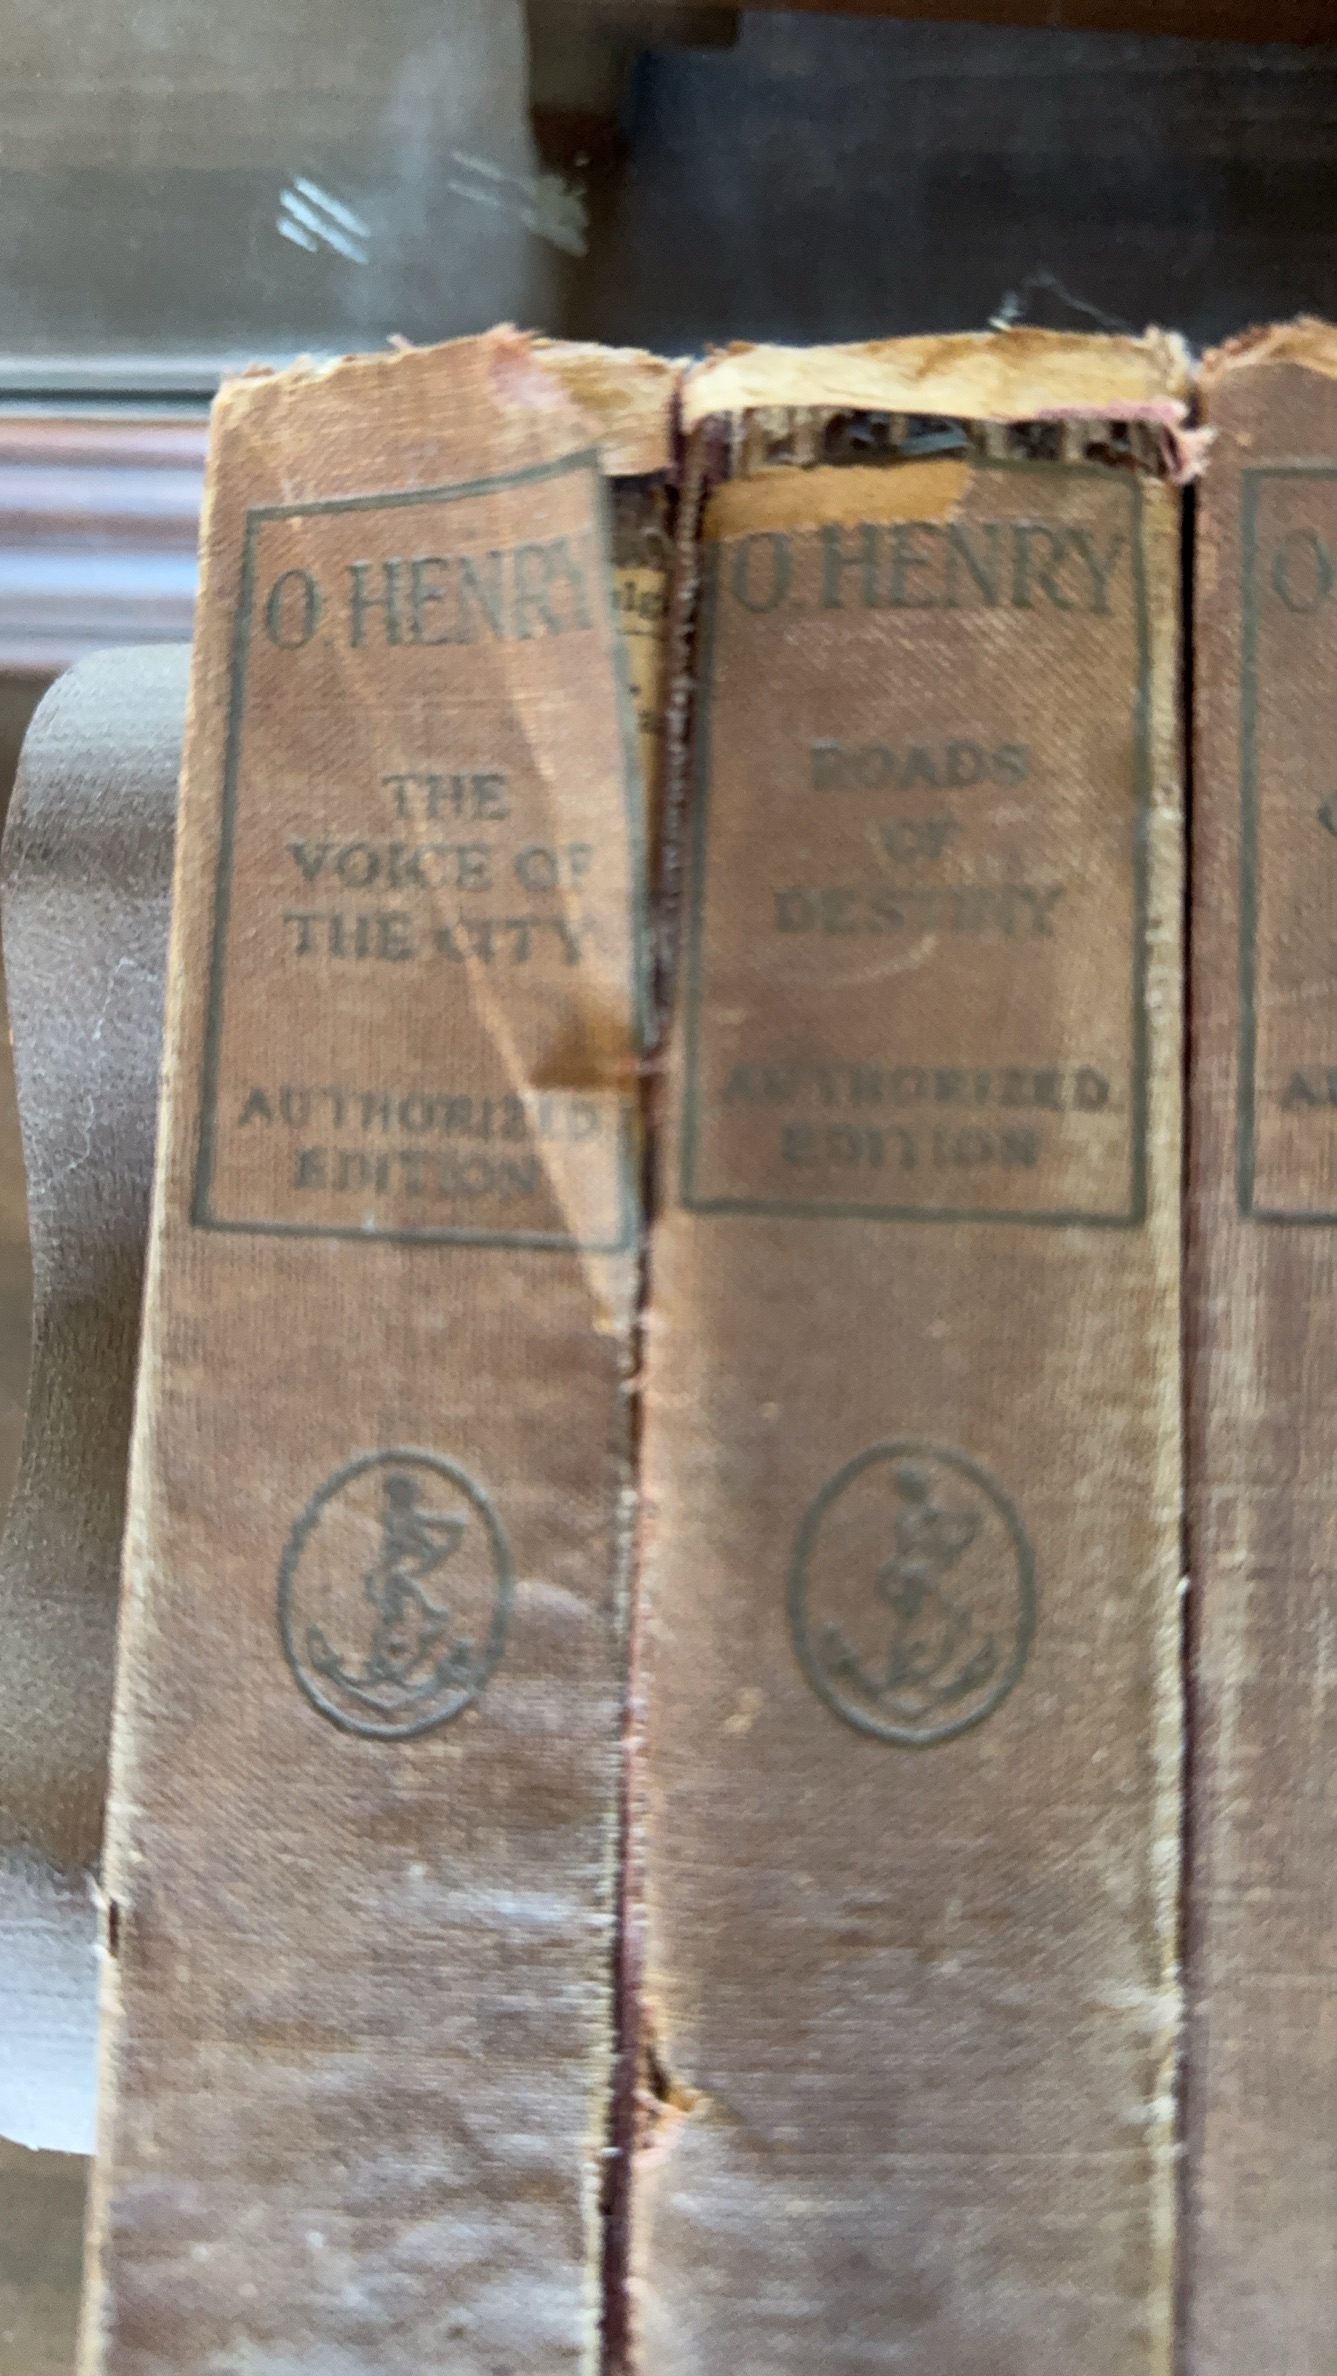 O. HENRY
THE
VOICE OF
THE CITY
AUTHORIZED
EDITION
O. HENRY
ROADS
OF
DESTINY
AUTHORIZED
EDITION
O.